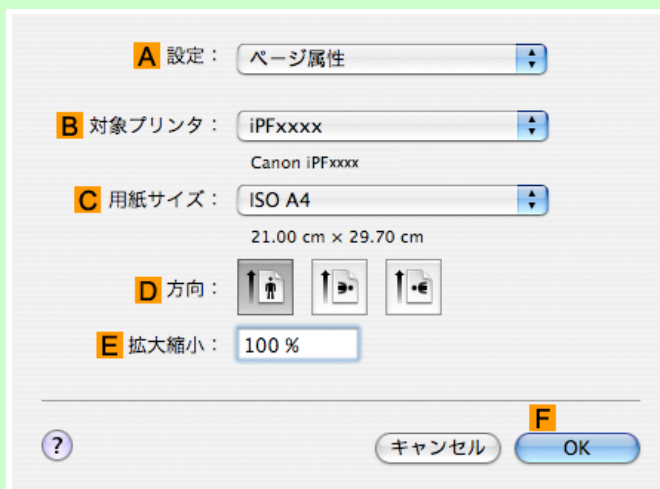 A 設定： ページ属性
B 対象プリンタ： iPFxxxx
Canon iPFxxxx
C 用紙サイズ： ISO A4
21.00 cm × 29.70 cm
D 方向：
E 拡大縮小： 100 %
F
? キャンセル OK